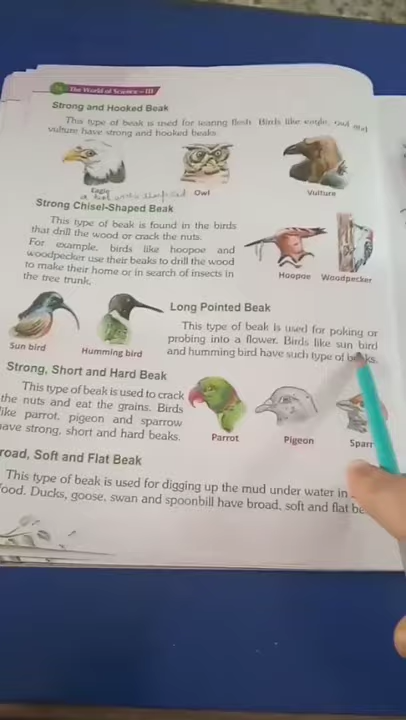 The World of Science - III
Strong and Hooked Beak
This type of beak is used for tearing flesh. Birds like eagle, owl and
vulture have strong and hooked beaks.
Eagle
Owl
Vulture
Strong Chisel-Shaped Beak
This type of beak is found in the birds
that drill the wood or crack the nuts.
For example, birds like hoopoe and
woodpecker use their beaks to drill the wood
to make their home or in search of insects in
the tree trunk.
Hoopoe Woodpecker
Long Pointed Beak
This type of beak is used for poking or
probing into a flower. Birds like sun bird
and humming bird have such type of beaks.
Sun bird
Humming bird
Strong, Short and Hard Beak
This type of beak is used to crack
the nuts and eat the grains. Birds
like parrot, pigeon and sparrow
have strong, short and hard beaks.
Parrot
Pigeon
Sparr
road, Soft and Flat Beak
This type of beak is used for digging up the mud under water in
food. Ducks, goose, swan and spoonbill have broad, soft and flat be